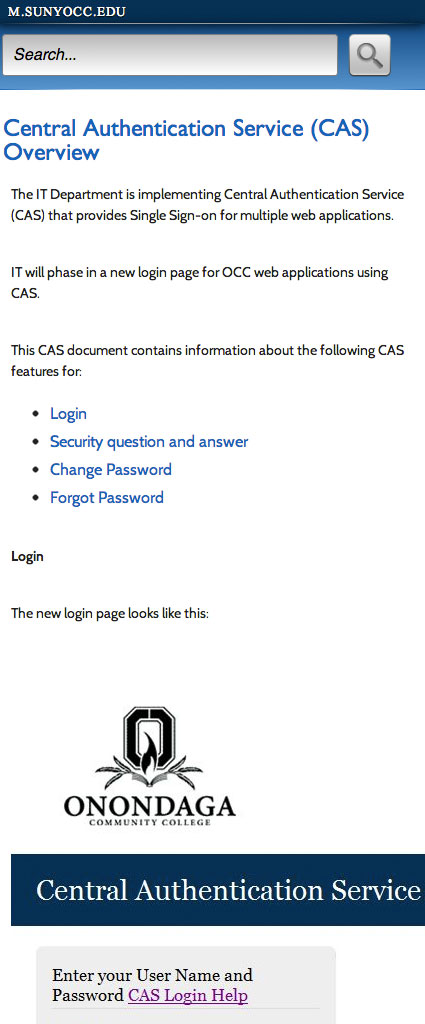 M.SUNYOCC.EDU
Search...
Central Authentication Service (CAS)
Overview
The IT Department is implementing Central Authentication Service
(CAS) that provides Single Sign-on for multiple web applications.
IT will phase in a new login page for OCC web applications using
CAS.
This CAS document contains information about the following CAS
features for:
Login
Security question and answer
Change Password
Forgot Password
Login
The new login page looks like this:
ONONDAGA
COMMUNITY COLLEGE
Central Authentication Service
Enter your User Name and
Password CAS Login Help